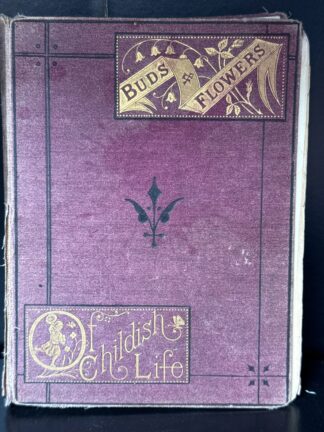 BUDS &
FLOWERS
Of
Childish
Life